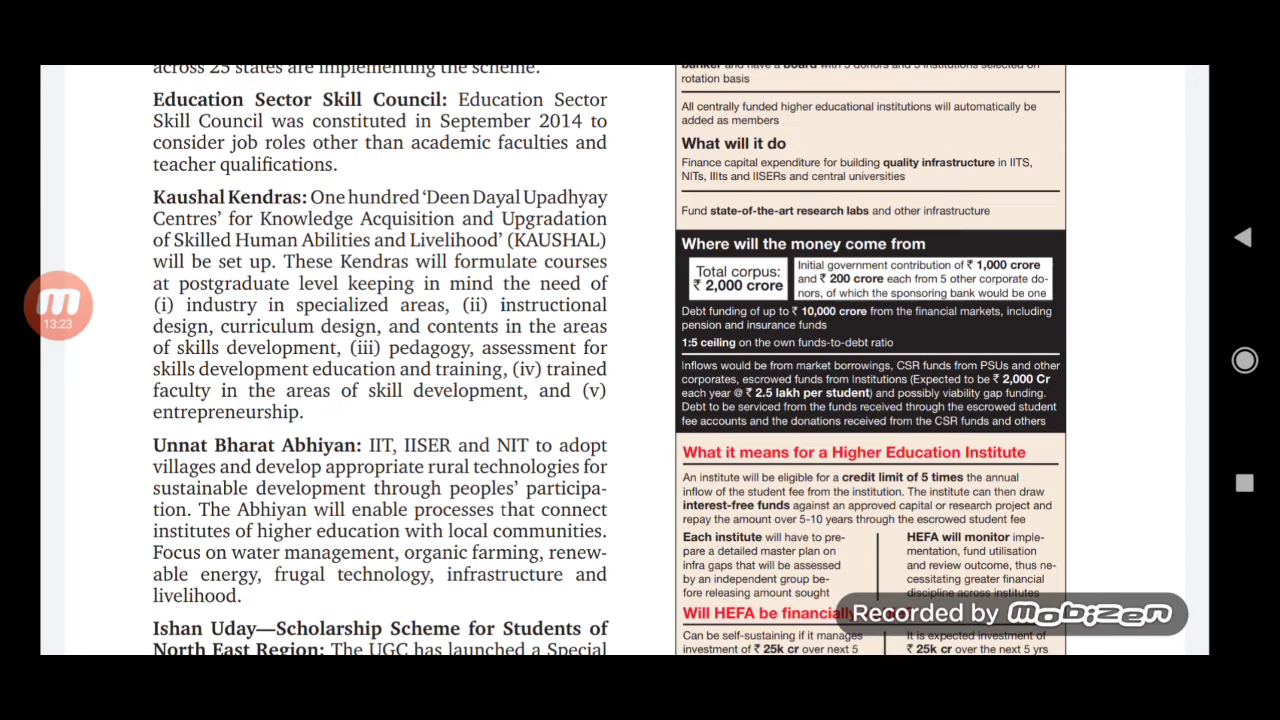 across 25 states are implementing the scheme.
Education Sector Skill Council: Education Sector
Skill Council was constituted in September 2014 to
consider job roles other than academic faculties and
teacher qualifications.
Kaushal Kendras: One hundred ‘Deen Dayal Upadhyay
Centres’ for Knowledge Acquisition and Upgradation
of Skilled Human Abilities and Livelihood’ (KAUSHAL)
will be set up. These Kendras will formulate courses
at postgraduate level keeping in mind the need of
(i) industry in specialized areas, (ii) instructional
design, curriculum design, and contents in the areas
of skills development, (iii) pedagogy, assessment for
skills development education and training, (iv) trained
faculty in the areas of skill development, and (v)
entrepreneurship.
Unnat Bharat Abhiyan: IIT, IISER and NIT to adopt
villages and develop appropriate rural technologies for
sustainable development through peoples’ participa-
tion. The Abhiyan will enable processes that connect
institutes of higher education with local communities.
Focus on water management, organic farming, renew-
able energy, frugal technology, infrastructure and
livelihood.
Ishan Uday—Scholarship Scheme for Students of
North East Region: The UGC has launched a Special
banker and have a board with 5 donors and 5 institutions selected on
rotation basis
All centrally funded higher educational institutions will automatically be
added as members
What will it do
Finance capital expenditure for building quality infrastructure in IITS,
NITs, IIIts and IISERs and central universities
Fund state-of-the-art research labs and other infrastructure
Where will the money come from
Total corpus:
₹ 2,000 crore
Initial government contribution of ₹ 1,000 crore
and ₹ 200 crore each from 5 other corporate do-
nors, of which the sponsoring bank would be one
Debt funding of up to ₹ 10,000 crore from the financial markets, including
pension and insurance funds
1:5 ceiling on the own funds-to-debt ratio
Inflows would be from market borrowings, CSR funds from PSUs and other
corporates, escrowed funds from Institutions (Expected to be ₹ 2,000 Cr
each year @ ₹ 2.5 lakh per student) and possibly viability gap funding.
Debt to be serviced from the funds received through the escrowed student
fee accounts and the donations received from the CSR funds and others
What it means for a Higher Education Institute
An institute will be eligible for a credit limit of 5 times the annual
inflow of the student fee from the institution. The institute can then draw
interest-free funds against an approved capital or research project and
repay the amount over 5-10 years through the escrowed student fee
Each institute will have to pre-
pare a detailed master plan on
infra gaps that will be assessed
by an independent group be-
fore releasing amount sought
HEFA will monitor imple-
mentation, fund utilisation
and review outcome, thus ne-
cessitating greater financial
discipline across institutes
Will HEFA be financially
Can be self-sustaining if it manages
investment of ₹ 25k cr over next 5
It is expected investment of
₹ 25k cr over the next 5 yrs
13:23
Recorded by mobizen